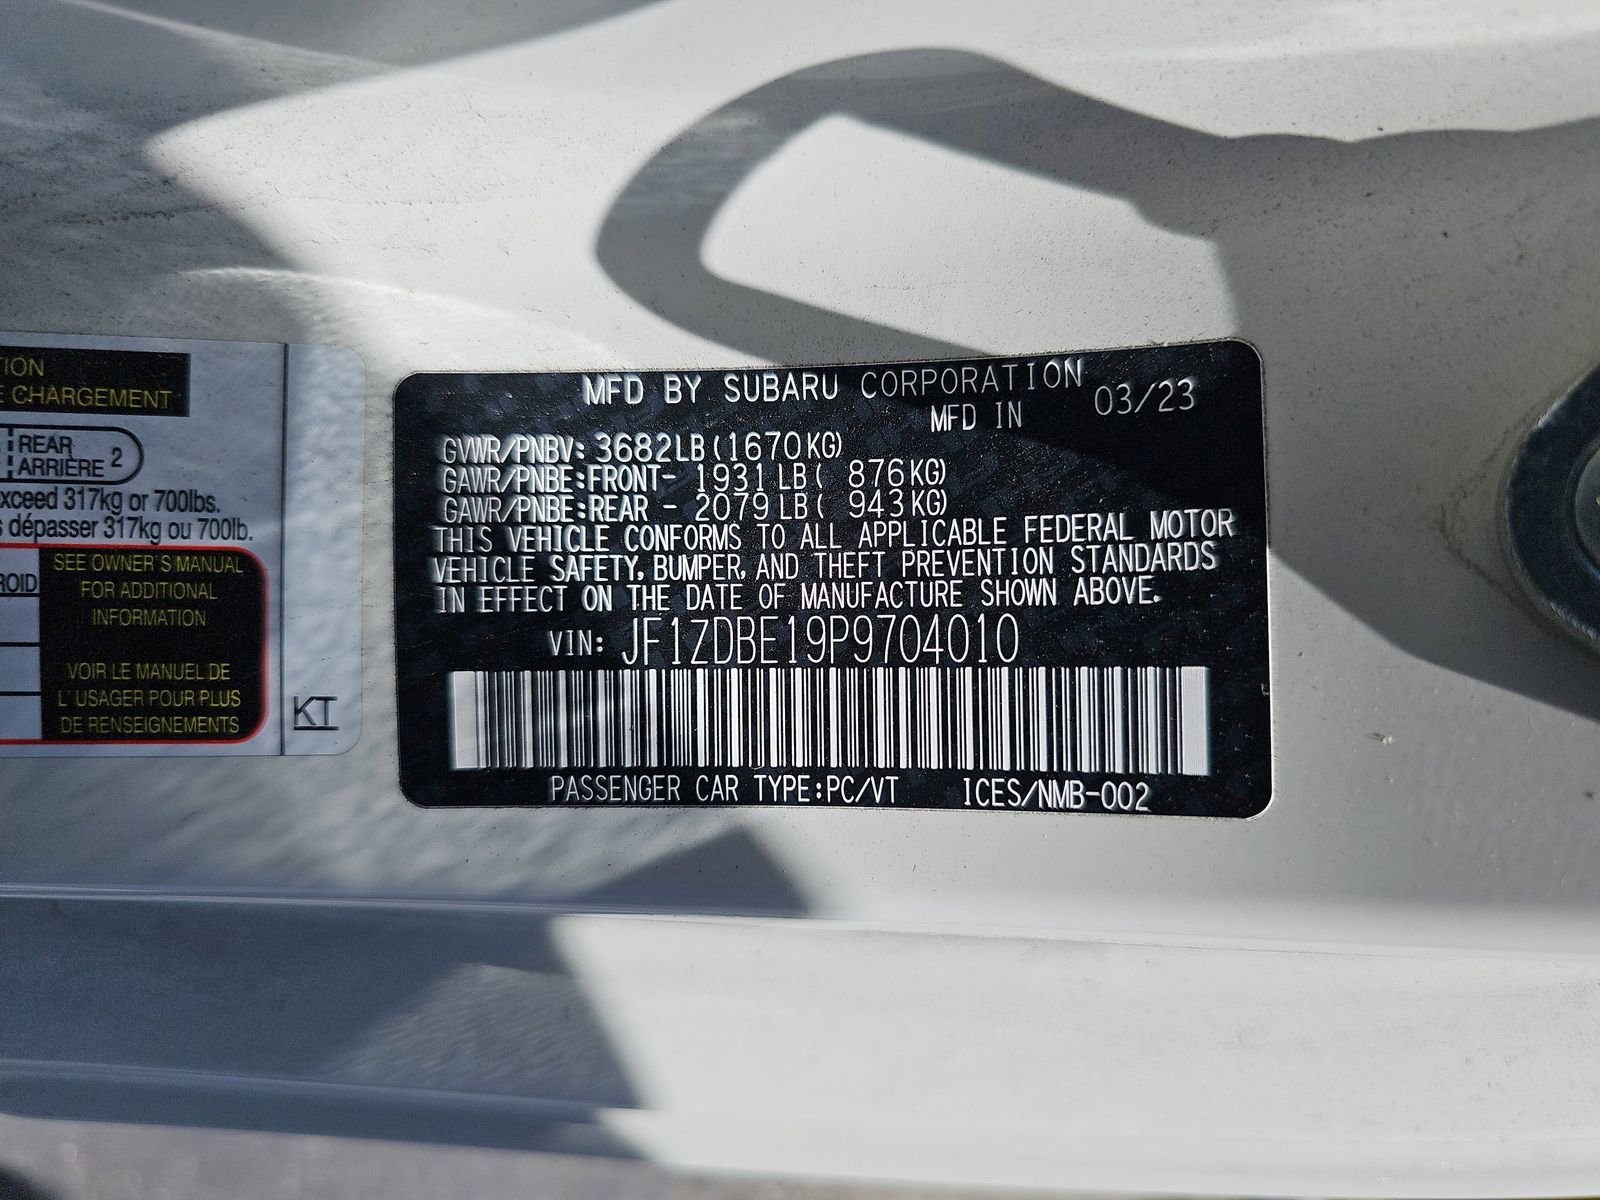 TION
E CHARGEMENT
REAR
ARRIÈRE 2
exceed 317kg or 700lbs.
s dépasser 317kg ou 700lb.
ROID
SEE OWNER'S MANUAL
FOR ADDITIONAL
INFORMATION
VOIR LE MANUEL DE
L' USAGER POUR PLUS
DE RENSEIGNEMENTS
KT
MFD BY SUBARU CORPORATION
MFD IN 03/23
GVWR/PNBV: 3682LB(1670KG)
GAWR/PNBE:FRONT- 1931LB( 876KG)
GAWR/PNBE:REAR - 2079LB( 943KG)
THIS VEHICLE CONFORMS TO ALL APPLICABLE FEDERAL MOTOR
VEHICLE SAFETY, BUMPER, AND THEFT PREVENTION STANDARDS
IN EFFECT ON THE DATE OF MANUFACTURE SHOWN ABOVE.
VIN: JF1ZDBE19P9704010
PASSENGER CAR TYPE:PC/VT ICES/NMB-002